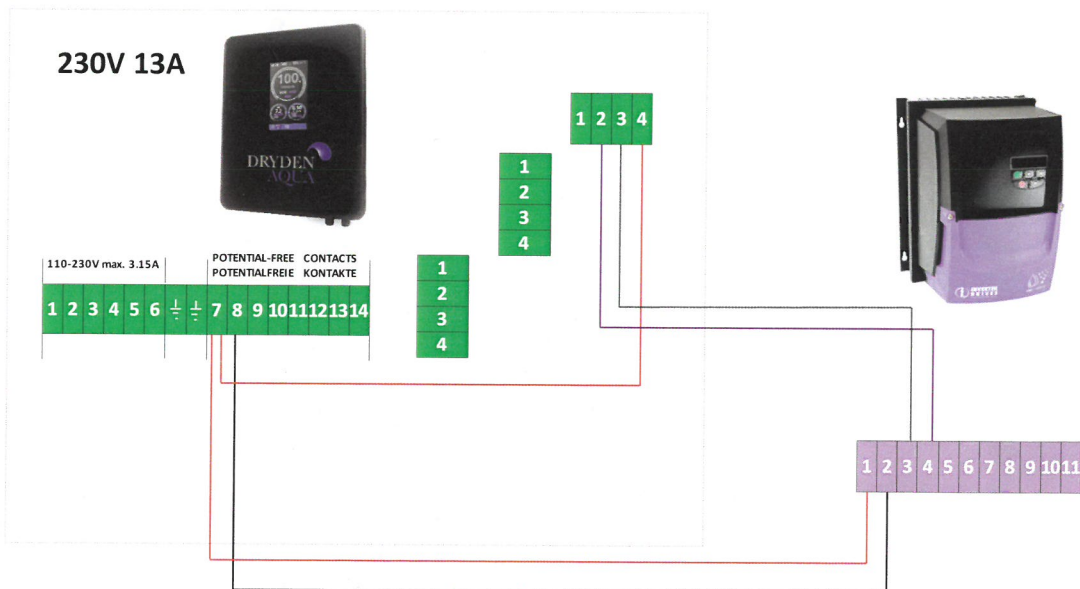 230V 13A
100
DRYDEN
AQUA
1 2 3 4
1
2
3
4
110-230V max. 3.15A
POTENTIAL-FREE CONTACTS
POTENTIALFREIE KONTAKTE
1 2 3 4 5 6 7 8 9 10 11 12 13 14
1
2
3
4
1 2 3 4 5 6 7 8 9 10 11